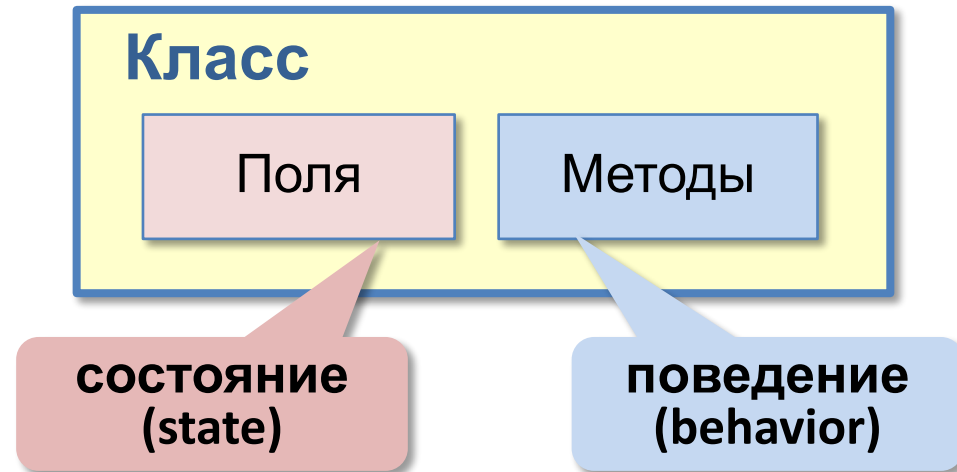 Класс
Поля
Методы
состояние
(state)
поведение
(behavior)